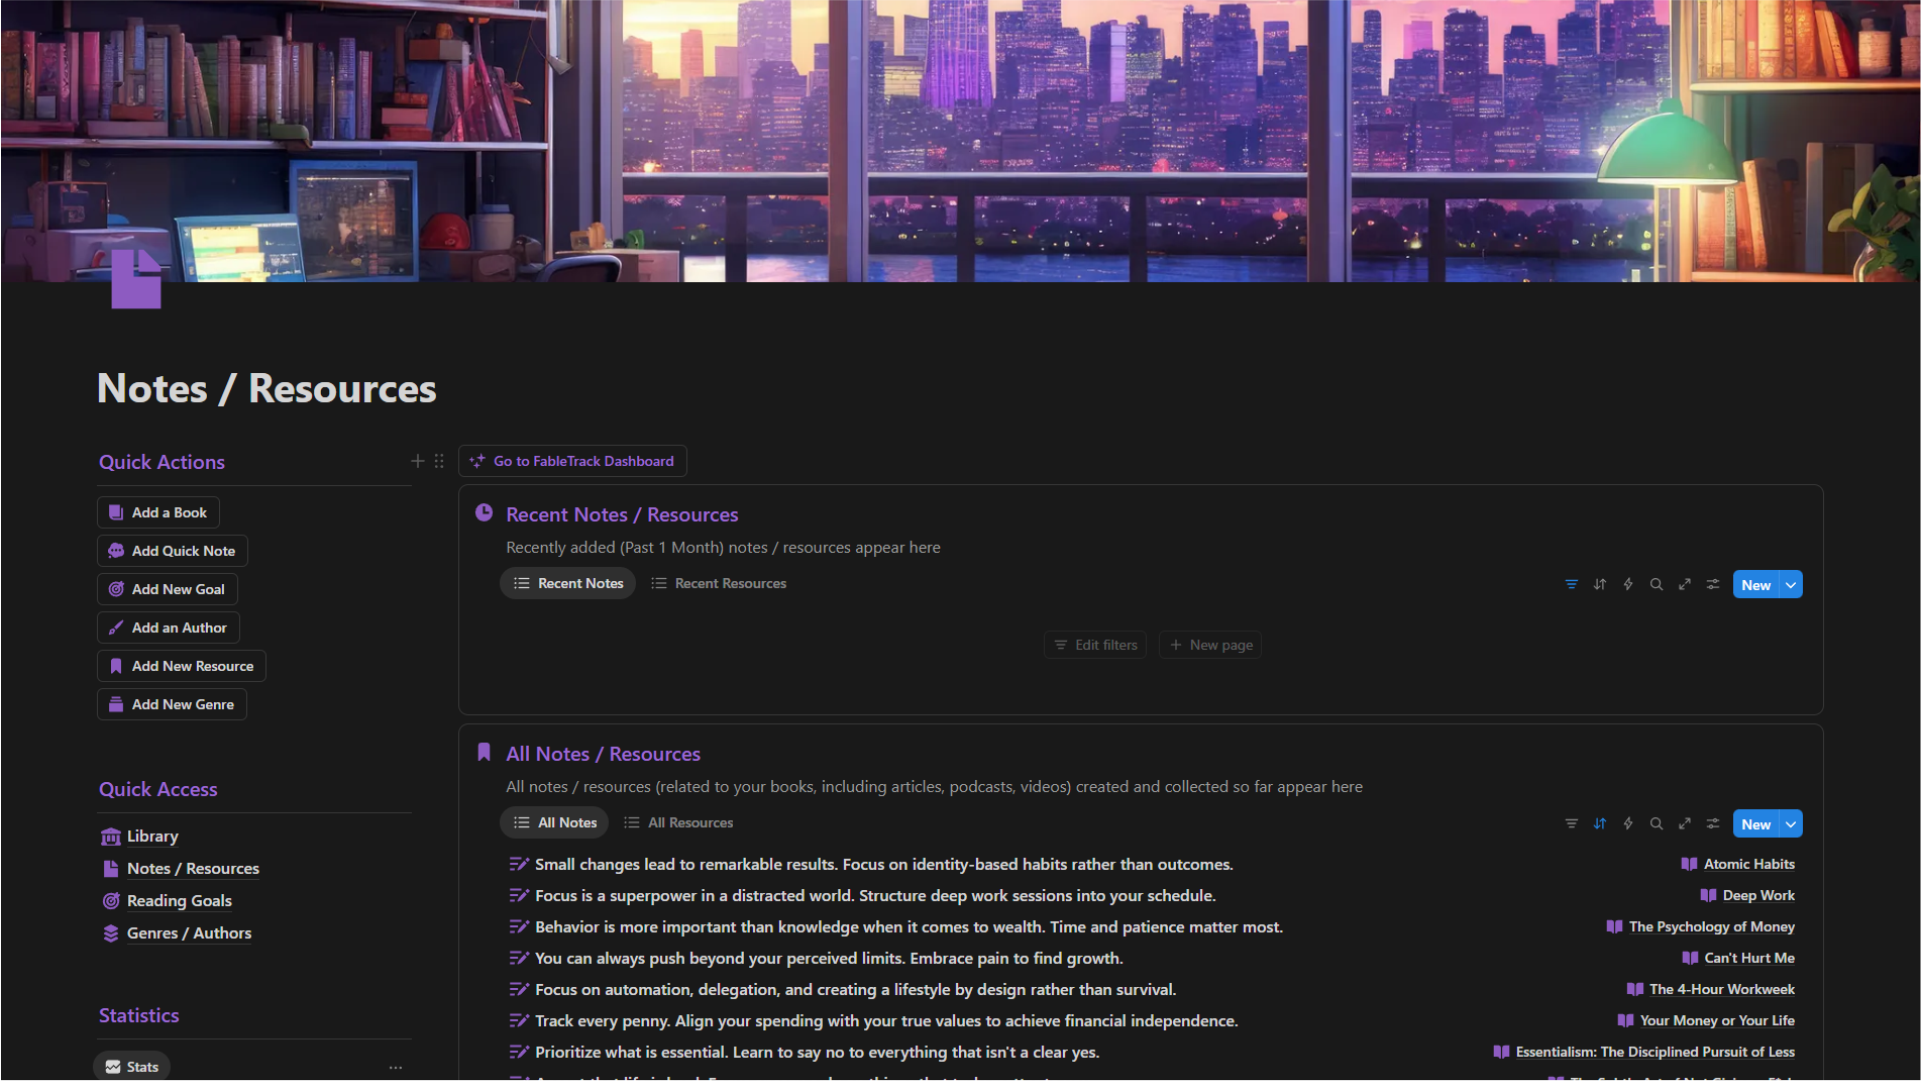 Notes / Resources
Quick Actions
Add a Book
Add Quick Note
Add New Goal
Add an Author
Add New Resource
Add New Genre
Quick Access
Library
Notes / Resources
Reading Goals
Genres / Authors
Statistics
Stats
Go to FableTrack Dashboard
Recent Notes / Resources
Recently added (Past 1 Month) notes / resources appear here
Recent Notes Recent Resources New
Edit filters New page
All Notes / Resources
All notes / resources (related to your books, including articles, podcasts, videos) created and collected so far appear here
All Notes All Resources New
Small changes lead to remarkable results. Focus on identity-based habits rather than outcomes. Atomic Habits
Focus is a superpower in a distracted world. Structure deep work sessions into your schedule. Deep Work
Behavior is more important than knowledge when it comes to wealth. Time and patience matter most. The Psychology of Money
You can always push beyond your perceived limits. Embrace pain to find growth. Can't Hurt Me
Focus on automation, delegation, and creating a lifestyle by design rather than survival. The 4-Hour Workweek
Track every penny. Align your spending with your true values to achieve financial independence. Your Money or Your Life
Prioritize what is essential. Learn to say no to everything that isn't a clear yes. Essentialism: The Disciplined Pursuit of Less